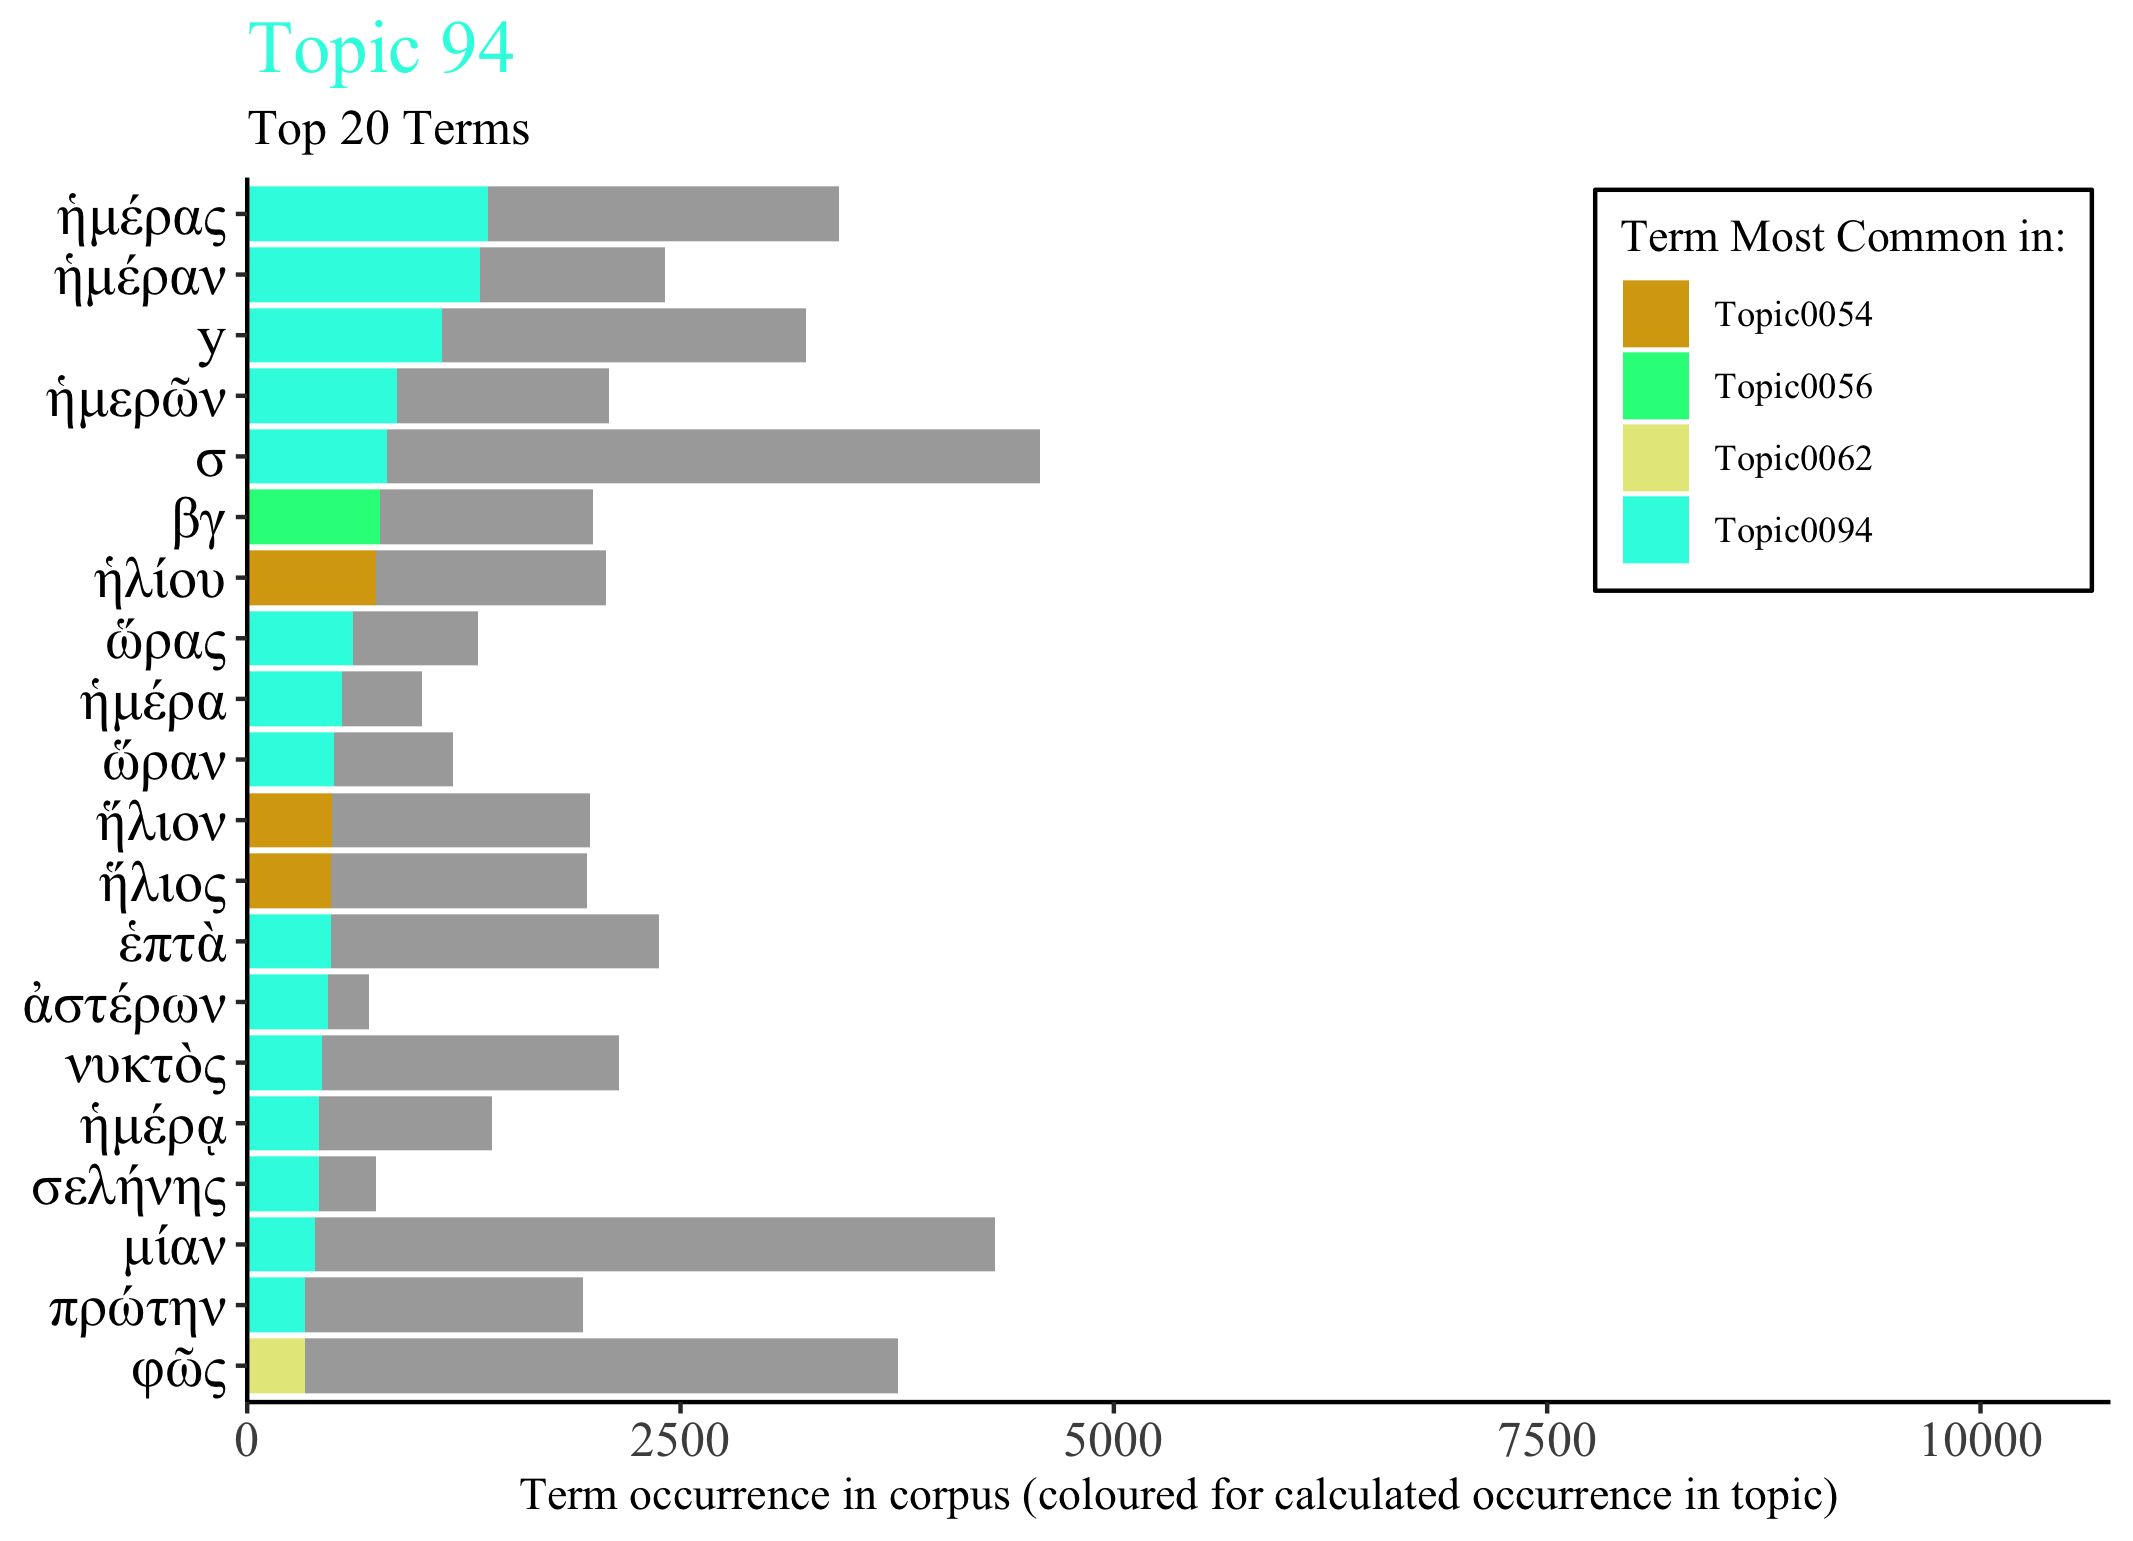 Topic 94
Top 20 Terms
ἡμέρας
ἡμέραν
y
ἡμερῶν
σ
βγ
ἡλίου
ὥρας
ἡμέρα
ὥραν
ἥλιον
ἥλιος
ἑπτὰ
ἀστέρων
νυκτὸς
ἡμέρᾳ
σελήνης
μίαν
πρώτην
φῶς
0 2500 5000 7500 10000
Term occurrence in corpus (coloured for calculated occurrence in topic)
Term Most Common in:
Topic0054
Topic0056
Topic0062
Topic0094